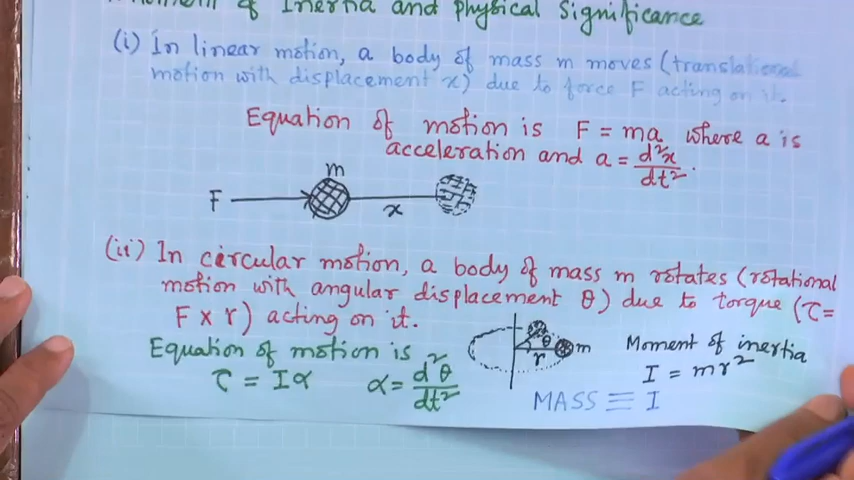 Moment of Inertia and Physical Significance
(i) In linear motion, a body of mass m moves (translational
motion with displacement x) due to force F acting on it.
Equation of motion is F = ma where a is
acceleration and a = d²x/dt².
m
F
x
(ii) In circular motion, a body of mass m rotates (rotational
motion with angular displacement θ) due to torque (τ =
F x r) acting on it.
Equation of motion is
τ = Iα α = d²θ/dt²
θ
r
m
Moment of inertia
I = mr²
MASS ≡ I